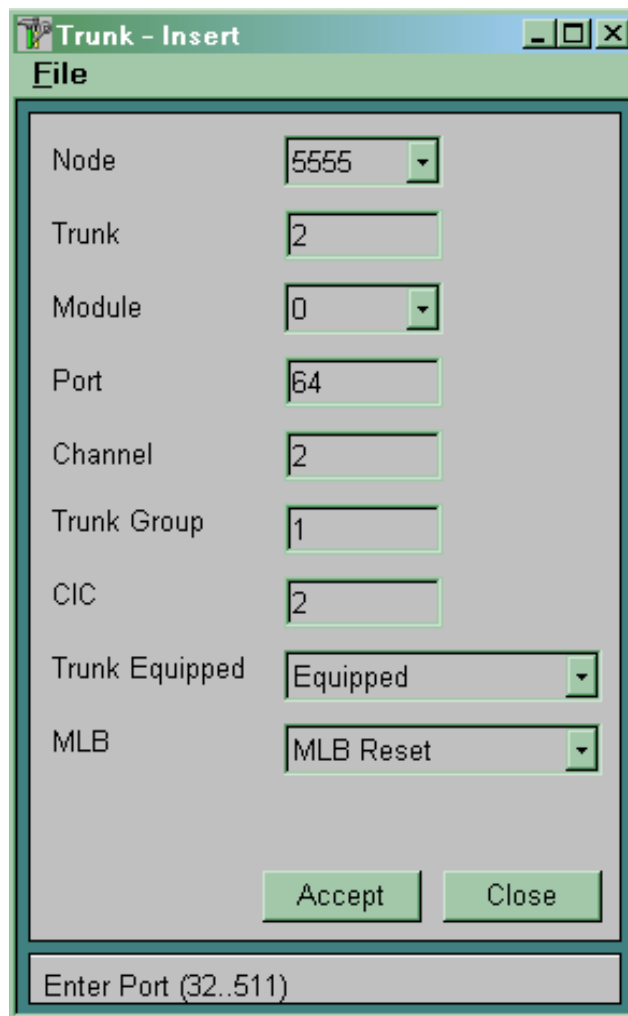 Trunk - Insert
File
Node 5555
Trunk 2
Module 0
Port 64
Channel 2
Trunk Group 1
CIC 2
Trunk Equipped Equipped
MLB MLB Reset
Accept Close
Enter Port (32..511)